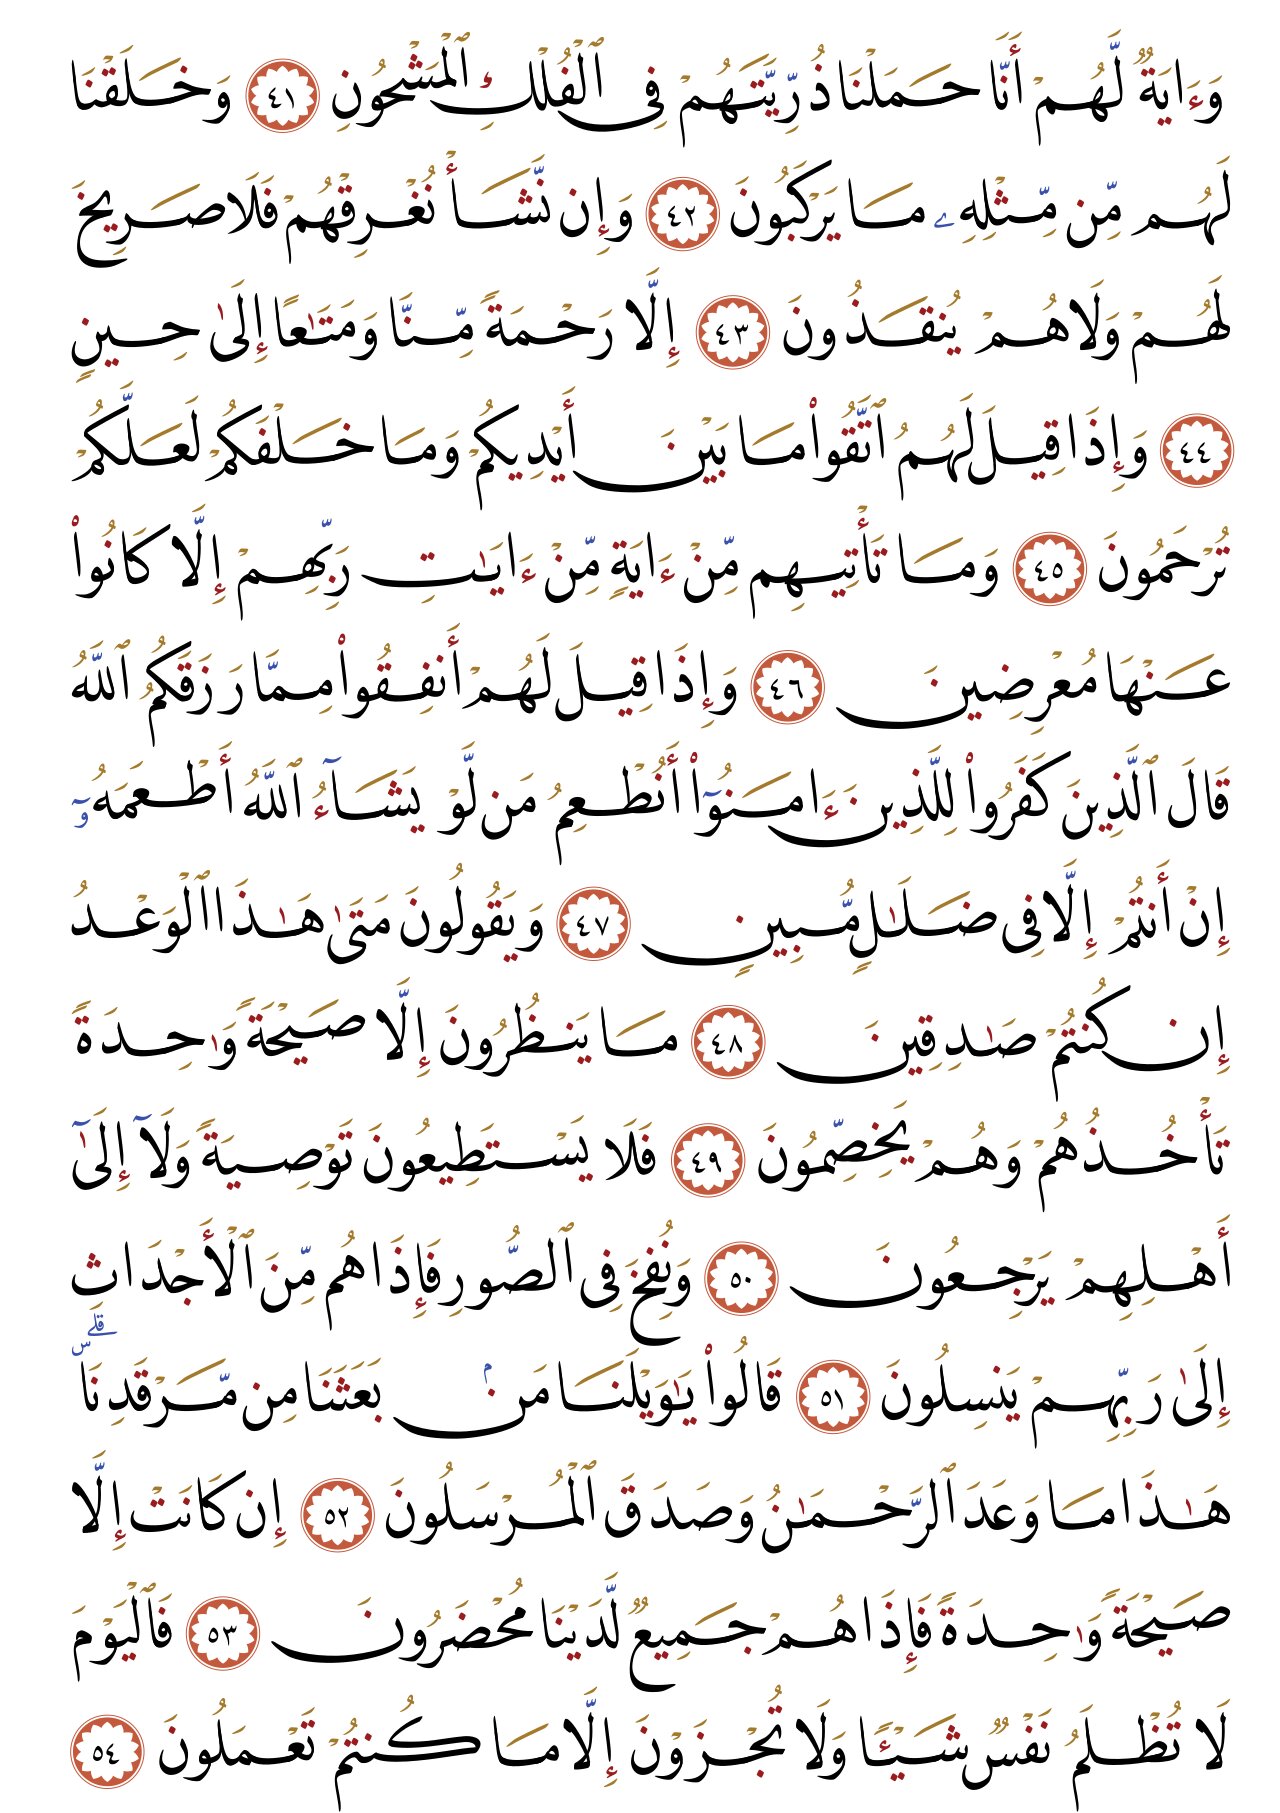 وَءَايَةٌ لَّهُمْ أَنَّا حَمَلْنَا ذُرِّيَّتَهُمْ فِى ٱلْفُلْكِ ٱلْمَشْحُونِ ٤١ وَخَلَقْنَا
لَهُم مِّن مِّثْلِهِۦ مَا يَرْكَبُونَ ٤٢ وَإِن نَّشَأْ نُغْرِقْهُمْ فَلَا صَرِيخَ
لَهُمْ وَلَا هُمْ يُنقَذُونَ ٤٣ إِلَّا رَحْمَةً مِّنَّا وَمَتَٰعًا إِلَىٰ حِينٍ
٤٤ وَإِذَا قِيلَ لَهُمُ ٱتَّقُوا۟ مَا بَيْنَ أَيْدِيكُمْ وَمَا خَلْفَكُمْ لَعَلَّكُمْ
تُرْحَمُونَ ٤٥ وَمَا تَأْتِيهِم مِّنْ ءَايَةٍ مِّنْ ءَايَٰتِ رَبِّهِمْ إِلَّا كَانُوا۟
عَنْهَا مُعْرِضِينَ ٤٦ وَإِذَا قِيلَ لَهُمْ أَنفِقُوا۟ مِمَّا رَزَقَكُمُ ٱللَّهُ
قَالَ ٱلَّذِينَ كَفَرُوا۟ لِلَّذِينَ ءَامَنُوٓا۟ أَنُطْعِمُ مَن لَّوْ يَشَآءُ ٱللَّهُ أَطْعَمَهُۥٓ
إِنْ أَنتُمْ إِلَّا فِى ضَلَٰلٍ مُّبِينٍ ٤٧ وَيَقُولُونَ مَتَىٰ هَٰذَا ٱلْوَعْدُ
إِن كُنتُمْ صَٰدِقِينَ ٤٨ مَا يَنظُرُونَ إِلَّا صَيْحَةً وَٰحِدَةً
تَأْخُذُهُمْ وَهُمْ يَخِصِّمُونَ ٤٩ فَلَا يَسْتَطِيعُونَ تَوْصِيَةً وَلَآ إِلَىٰٓ
أَهْلِهِمْ يَرْجِعُونَ ٥٠ وَنُفِخَ فِى ٱلصُّورِ فَإِذَا هُم مِّنَ ٱلْأَجْدَاثِ
إِلَىٰ رَبِّهِمْ يَنسِلُونَ ٥١ قَالُوا۟ يَٰوَيْلَنَا مَنۢ بَعَثَنَا مِن مَّرْقَدِنَا ۜ ۗ
هَٰذَا مَا وَعَدَ ٱلرَّحْمَٰنُ وَصَدَقَ ٱلْمُرْسَلُونَ ٥٢ إِن كَانَتْ إِلَّا
صَيْحَةً وَٰحِدَةً فَإِذَا هُمْ جَمِيعٌ لَّدَيْنَا مُحْضَرُونَ ٥٣ فَٱلْيَوْمَ
لَا تُظْلَمُ نَفْسٌ شَيْـًٔا وَلَا تُجْزَوْنَ إِلَّا مَا كُنتُمْ تَعْمَلُونَ ٥٤